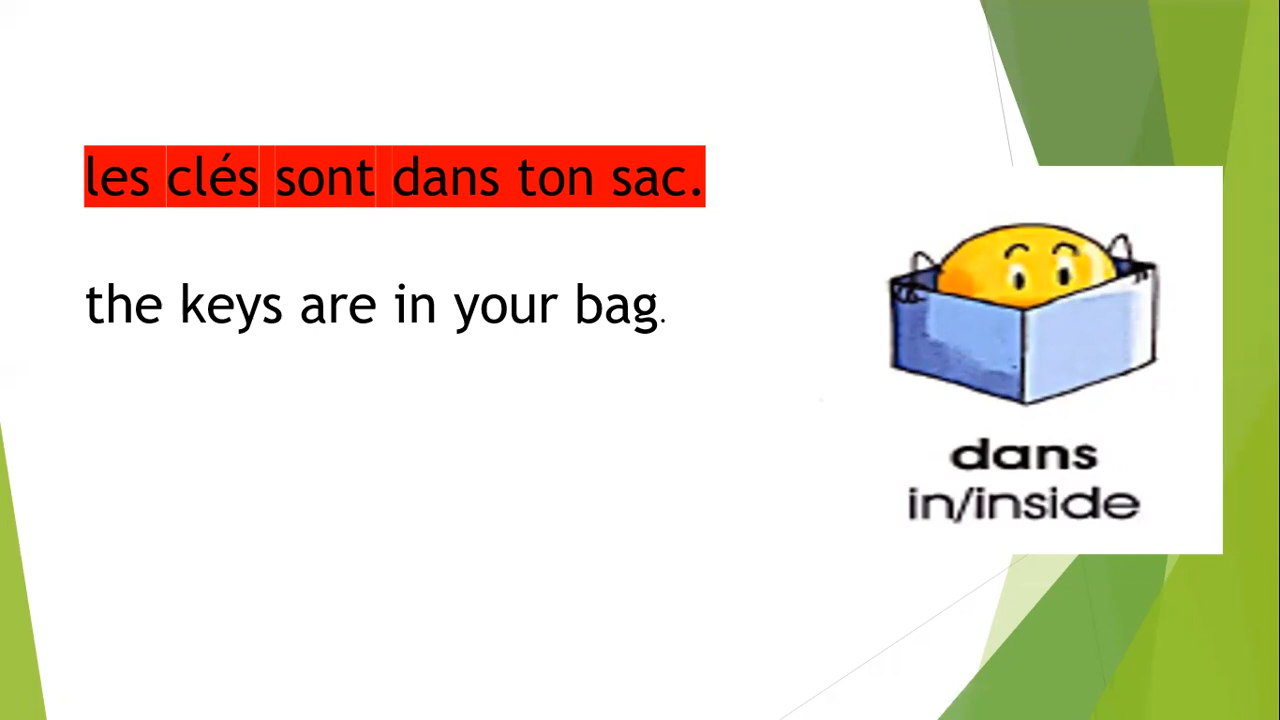 les clés sont dans ton sac.
the keys are in your bag.
dans
in/inside